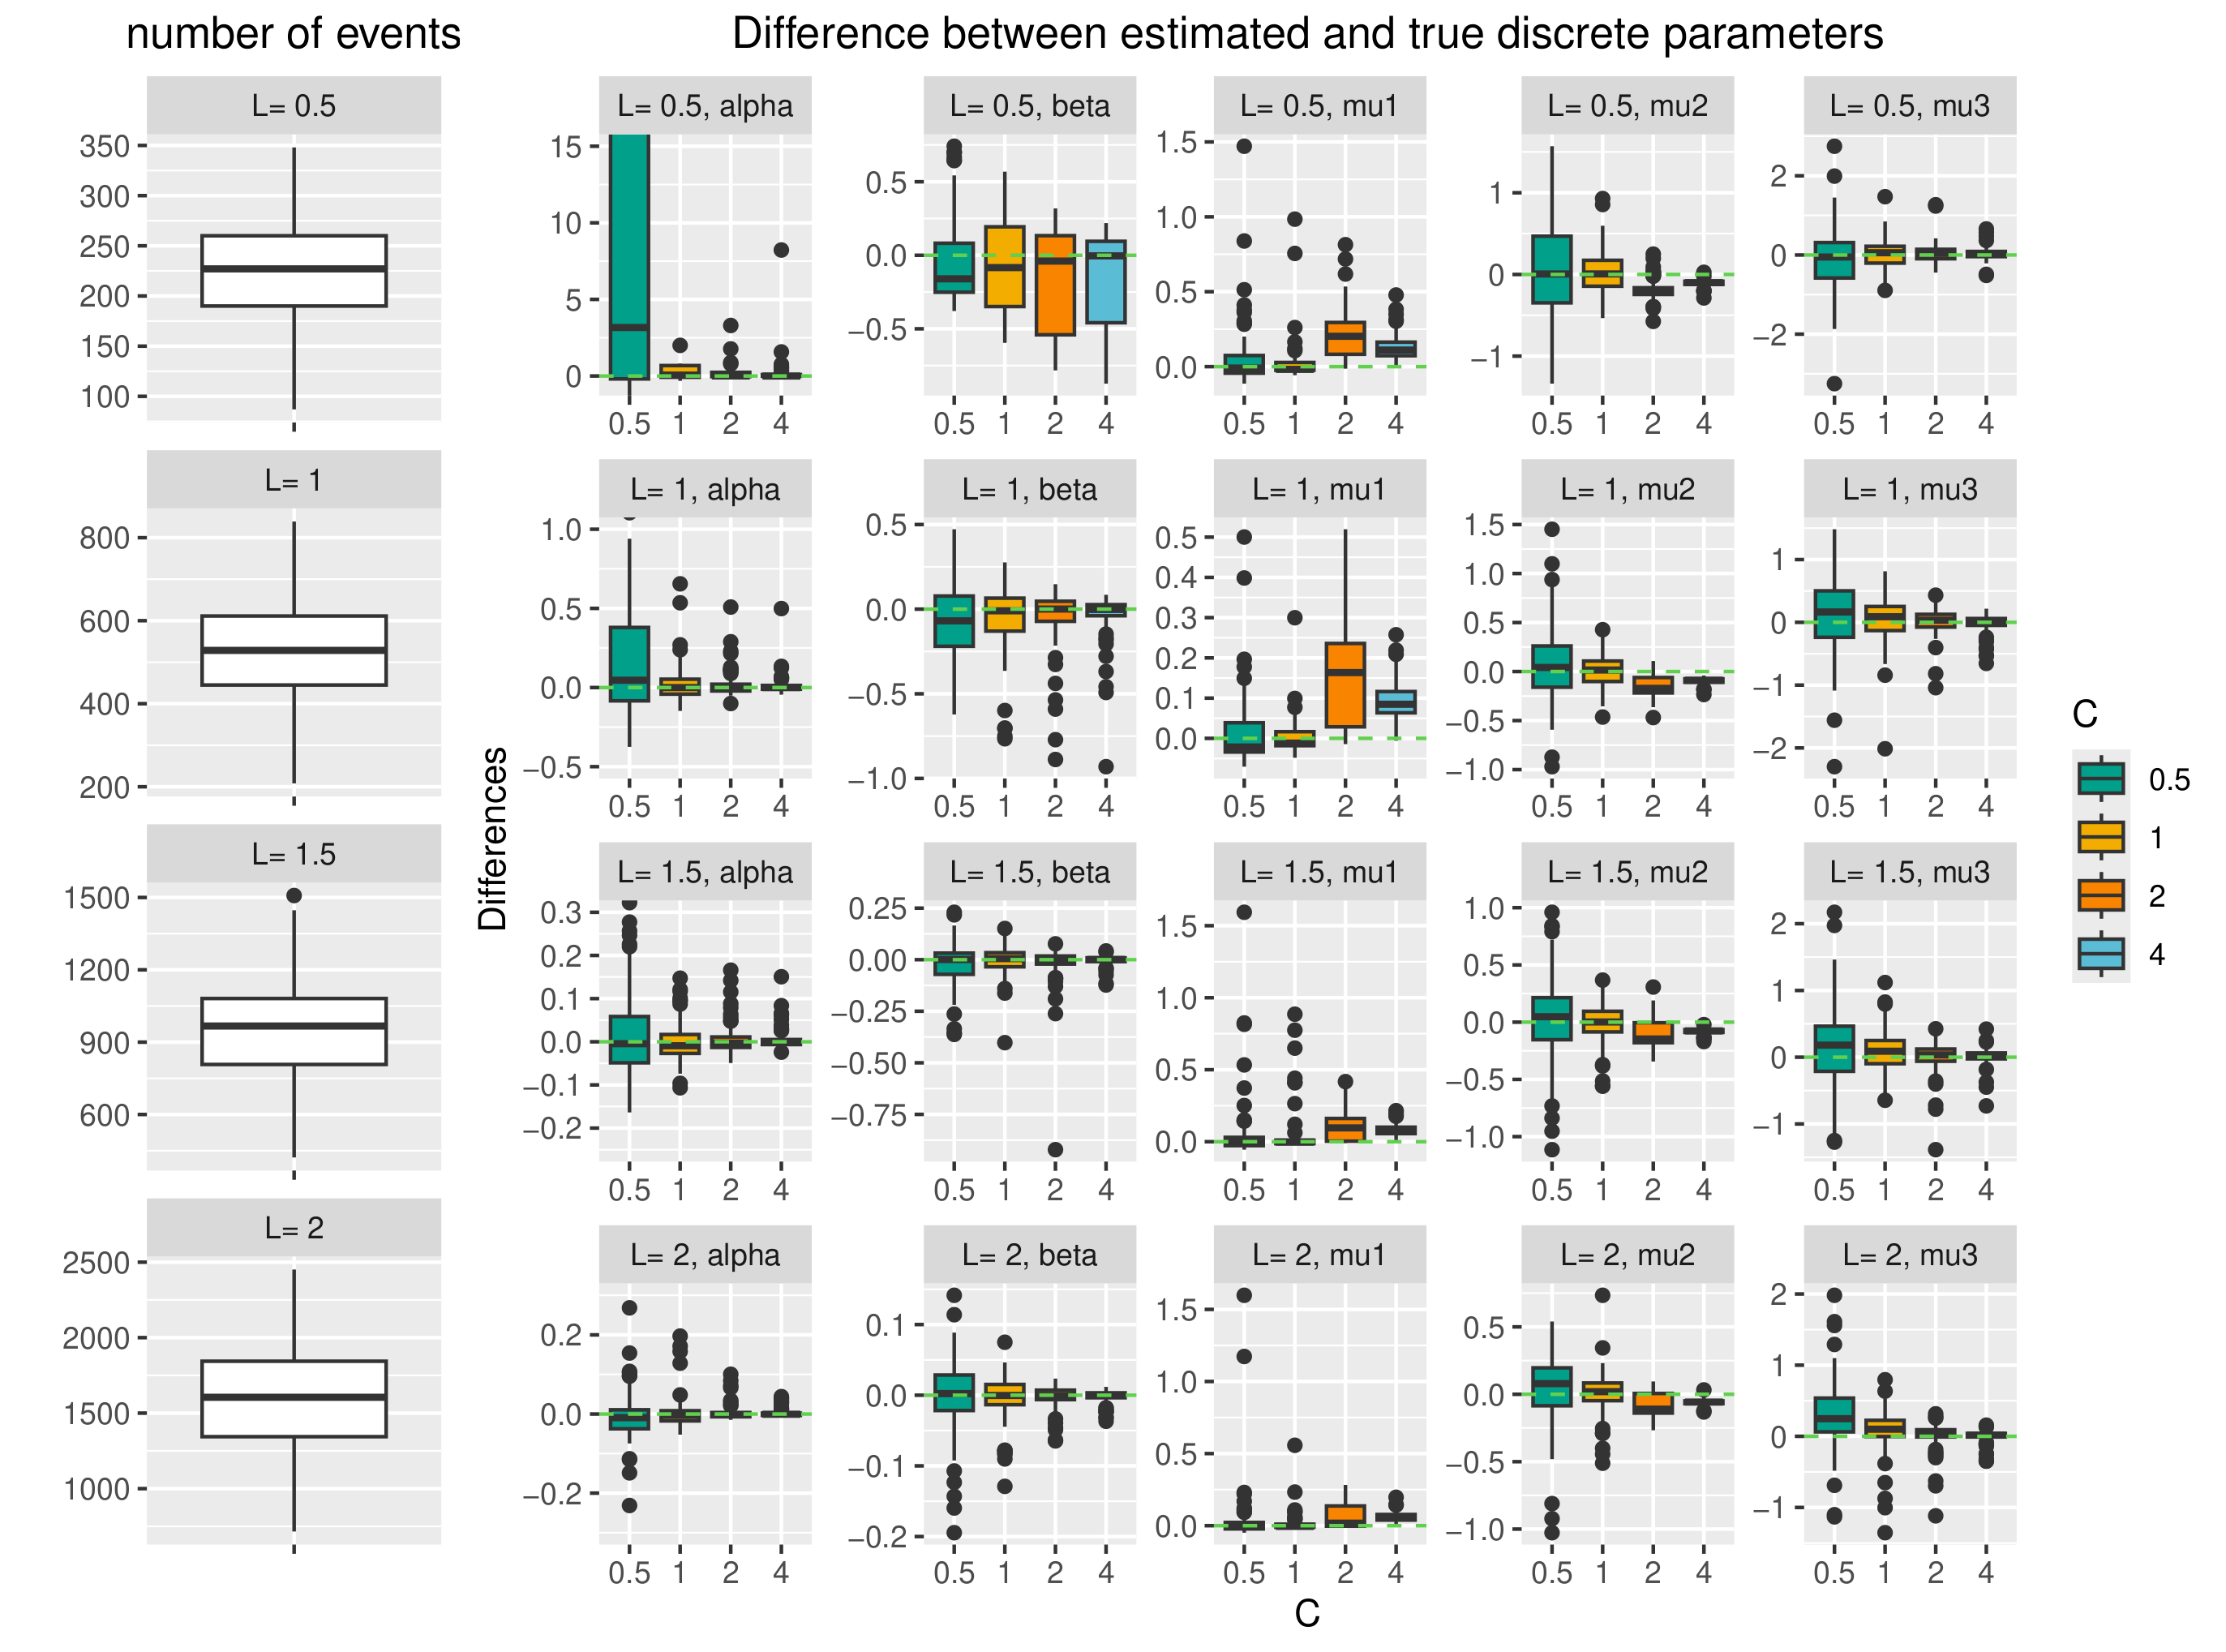 number of events
Difference between estimated and true discrete parameters
L= 0.5
350
300
250
200
150
100
L= 1
800
600
400
200
L= 1.5
1500
1200
900
600
L= 2
2500
2000
1500
1000
Differences
L= 0.5, alpha
15
10
5
0
0.5 1 2 4
L= 0.5, beta
0.5
0.0
−0.5
0.5 1 2 4
L= 0.5, mu1
1.5
1.0
0.5
0.0
0.5 1 2 4
L= 0.5, mu2
1
0
−1
0.5 1 2 4
L= 0.5, mu3
2
0
−2
0.5 1 2 4
L= 1, alpha
1.0
0.5
0.0
−0.5
0.5 1 2 4
L= 1, beta
0.5
0.0
−0.5
−1.0
0.5 1 2 4
L= 1, mu1
0.5
0.4
0.3
0.2
0.1
0.0
0.5 1 2 4
L= 1, mu2
1.5
1.0
0.5
0.0
−0.5
−1.0
0.5 1 2 4
L= 1, mu3
1
0
−1
−2
0.5 1 2 4
L= 1.5, alpha
0.3
0.2
0.1
0.0
−0.1
−0.2
0.5 1 2 4
L= 1.5, beta
0.25
0.00
−0.25
−0.50
−0.75
0.5 1 2 4
L= 1.5, mu1
1.5
1.0
0.5
0.0
0.5 1 2 4
L= 1.5, mu2
1.0
0.5
0.0
−0.5
−1.0
0.5 1 2 4
L= 1.5, mu3
2
1
0
−1
0.5 1 2 4
L= 2, alpha
0.2
0.0
−0.2
0.5 1 2 4
L= 2, beta
0.1
0.0
−0.1
−0.2
0.5 1 2 4
L= 2, mu1
1.5
1.0
0.5
0.0
0.5 1 2 4
L= 2, mu2
0.5
0.0
−0.5
−1.0
0.5 1 2 4
L= 2, mu3
2
1
0
−1
0.5 1 2 4
C
C
0.5
1
2
4